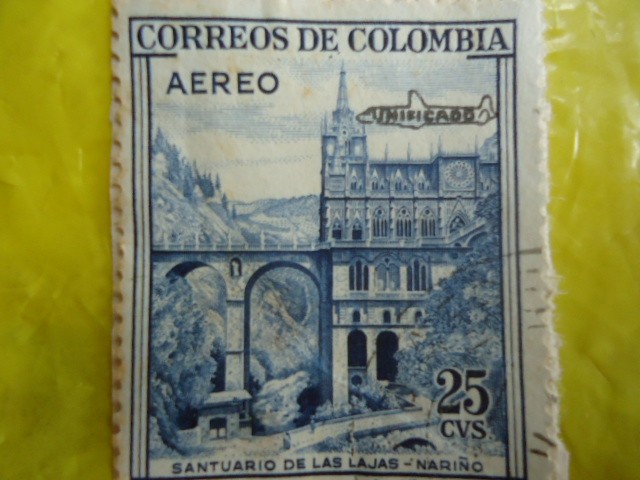 CORREOS DE COLOMBIA
AEREO
UNIFICADO
25
CVS.
SANTUARIO DE LAS LAJAS - NARIÑO